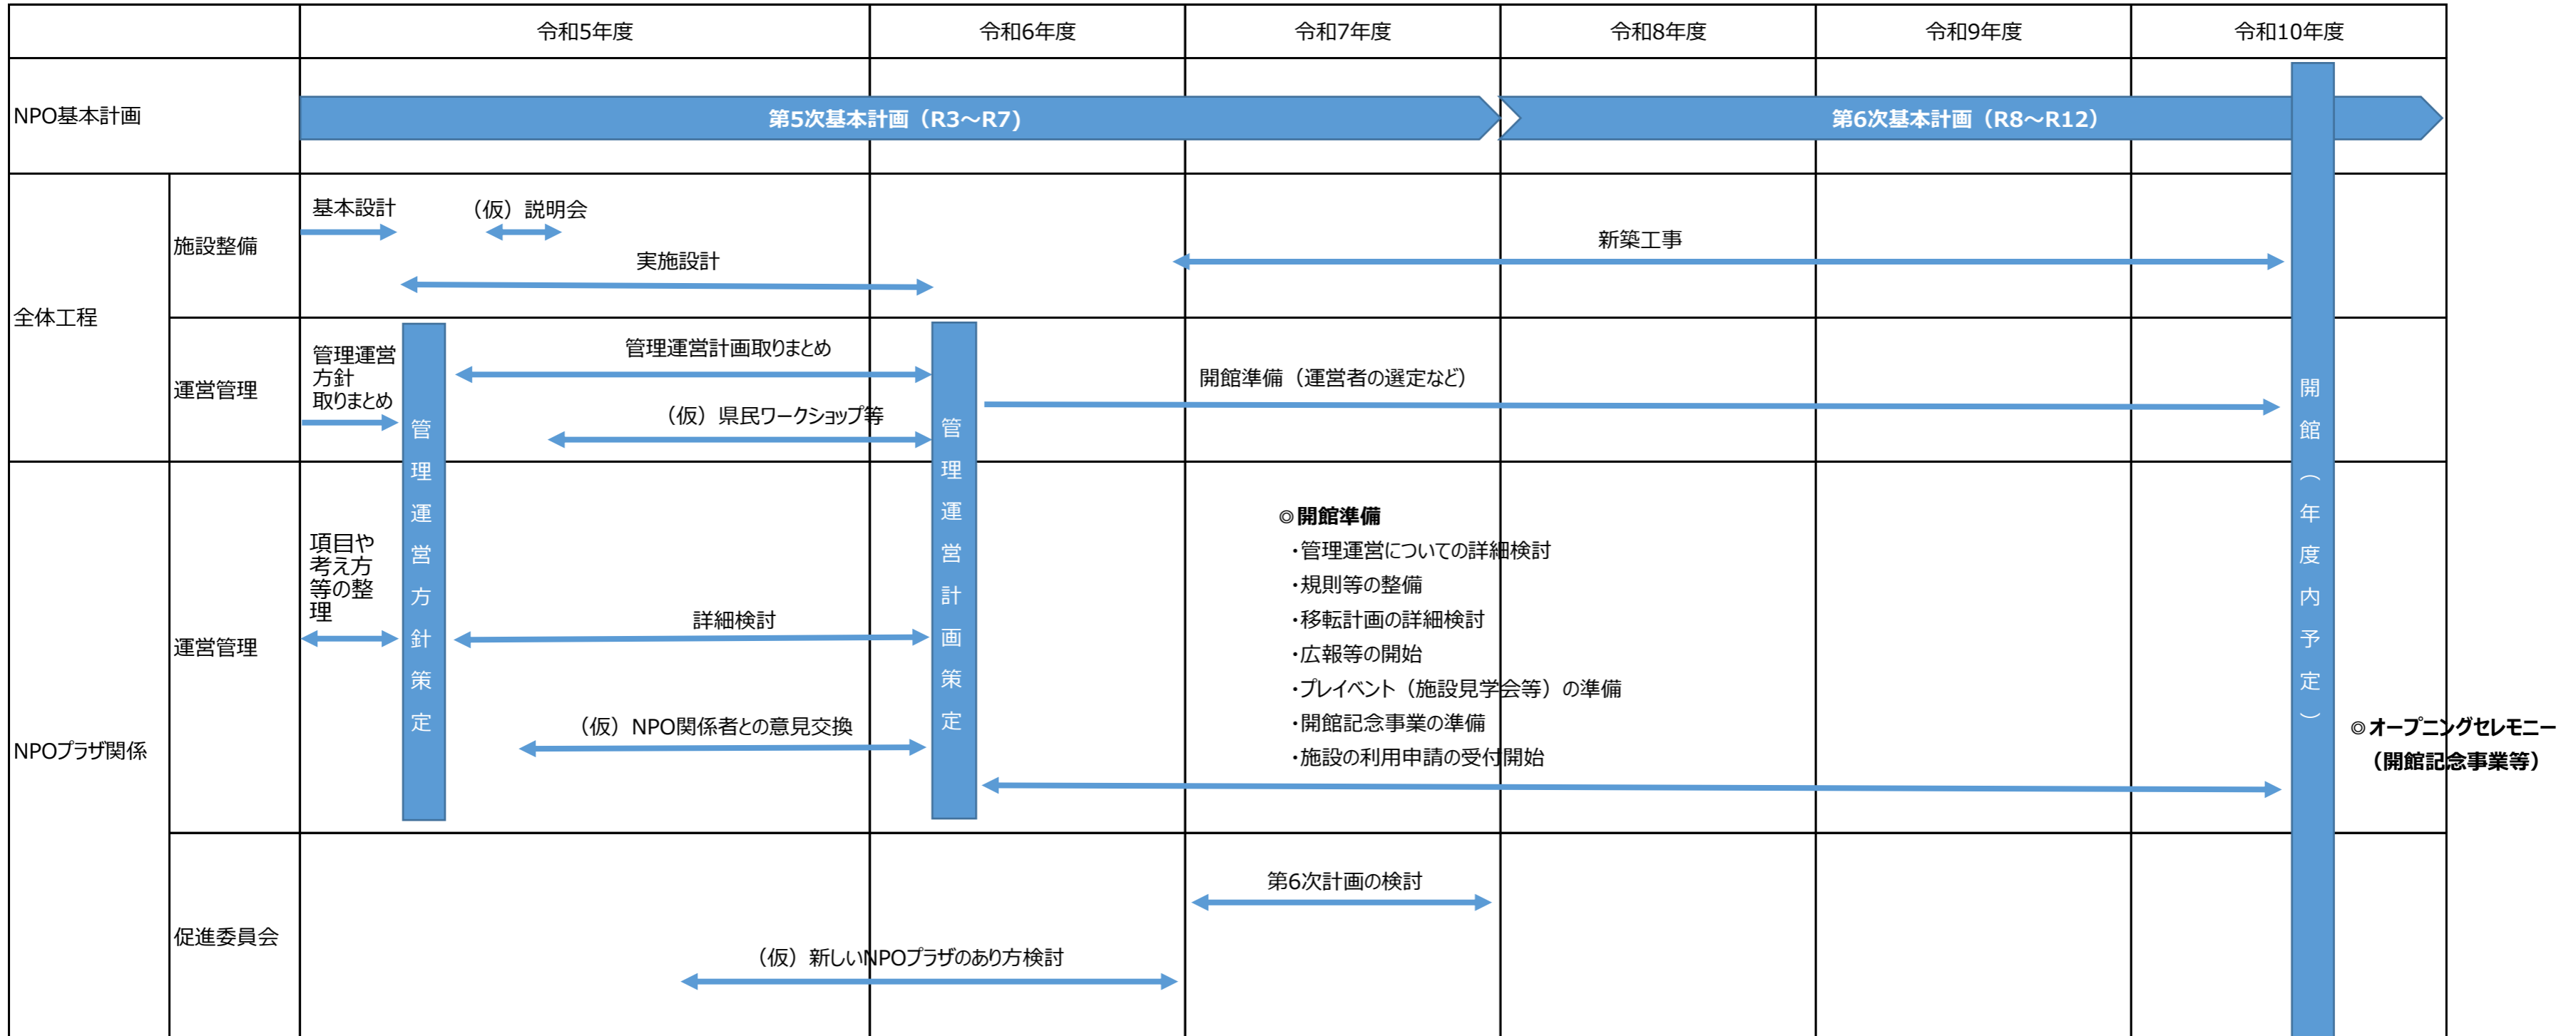 令和5年度
令和6年度
令和7年度
令和8年度
令和9年度
令和10年度
NPO基本計画
第5次基本計画（R3～R7)
第6次基本計画（R8～R12）
全体工程
施設整備
基本設計
（仮）説明会
実施設計
新築工事
運営管理
管理運営
方針
取りまとめ
管理運営計画取りまとめ
（仮）県民ワークショップ等
開館準備（運営者の選定など）
管理運営方針策定
管理運営計画策定
開館（年度内予定）
NPOプラザ関係
運営管理
項目や
考え方
等の整
理
詳細検討
（仮）NPO関係者との意見交換
◎開館準備
・管理運営についての詳細検討
・規則等の整備
・移転計画の詳細検討
・広報等の開始
・プレイベント（施設見学会等）の準備
・開館記念事業の準備
・施設の利用申請の受付開始
◎オープニングセレモニー
（開館記念事業等）
促進委員会
第6次計画の検討
（仮）新しいNPOプラザのあり方検討